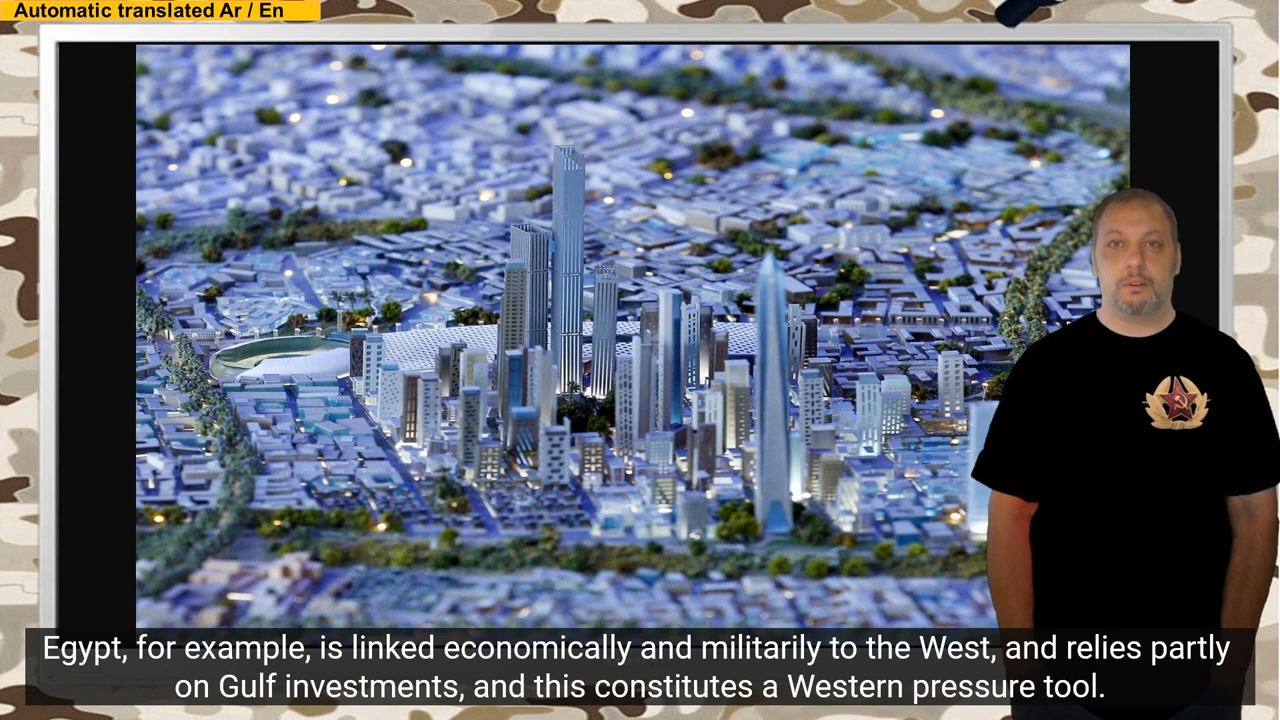 Automatic translated Ar / En
Egypt, for example, is linked economically and militarily to the West, and relies partly
on Gulf investments, and this constitutes a Western pressure tool.